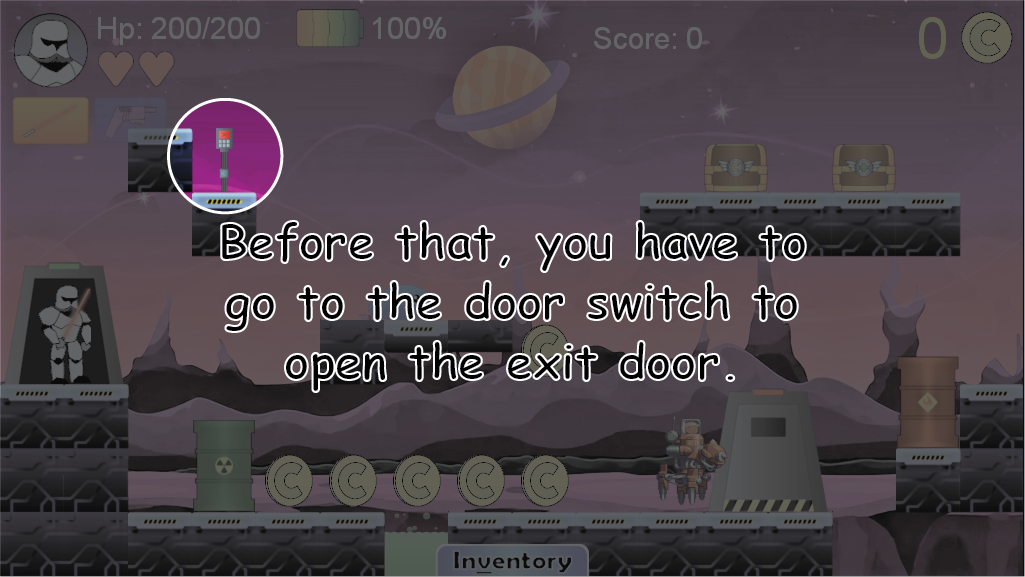 Hp: 200/200
100%
Score: 0
0
C
Before that, you have to
go to the door switch to
open the exit door.
C
C
C
C
C
C
Inventory